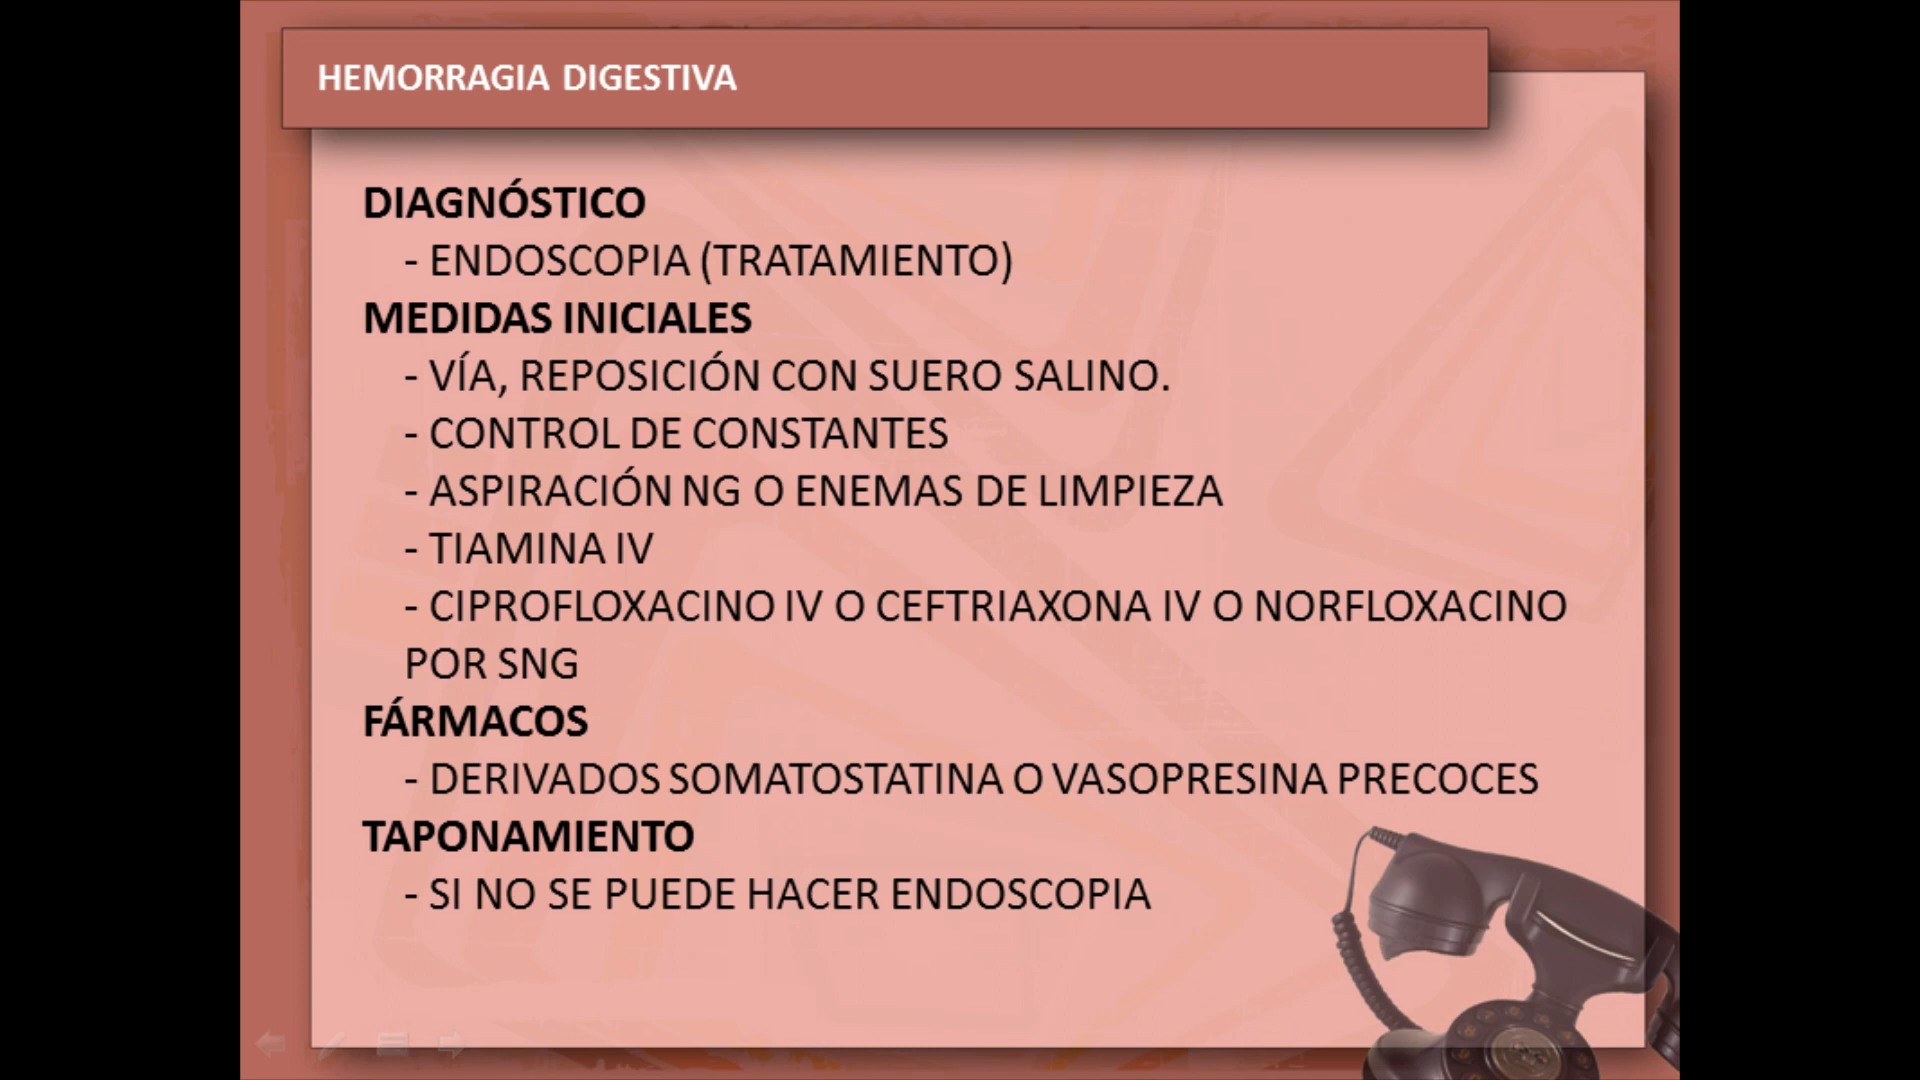 HEMORRAGIA DIGESTIVA
DIAGNÓSTICO
- ENDOSCOPIA (TRATAMIENTO)
MEDIDAS INICIALES
- VÍA, REPOSICIÓN CON SUERO SALINO.
- CONTROL DE CONSTANTES
- ASPIRACIÓN NG O ENEMAS DE LIMPIEZA
- TIAMINA IV
- CIPROFLOXACINO IV O CEFTRIAXONA IV O NORFLOXACINO
POR SNG
FÁRMACOS
- DERIVADOS SOMATOSTATINA O VASOPRESINA PRECOCES
TAPONAMIENTO
- SI NO SE PUEDE HACER ENDOSCOPIA